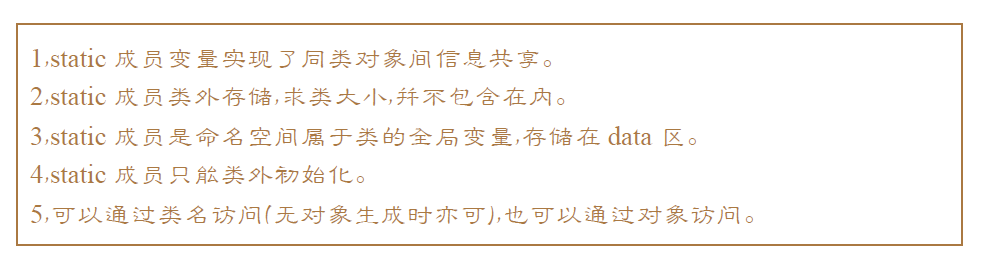 1,static 成员变量实现了同类对象间信息共享。
2,static 成员类外存储,求类大小,并不包含在内。
3,static 成员是命名空间属于类的全局变量,存储在 data 区。
4,static 成员只能类外初始化。
5,可以通过类名访问(无对象生成时亦可),也可以通过对象访问。